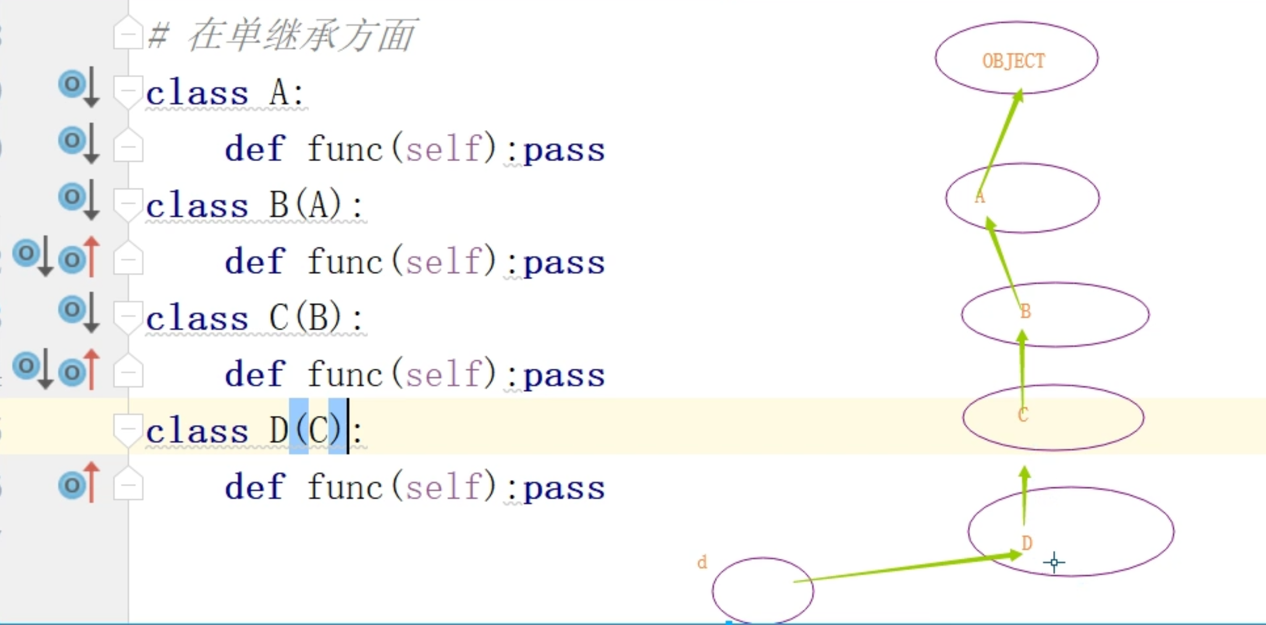 # 在单继承方面
class A:
    def func(self):pass
class B(A):
    def func(self):pass
class C(B):
    def func(self):pass
class D(C):
    def func(self):pass
OBJECT
A
B
C
D
d